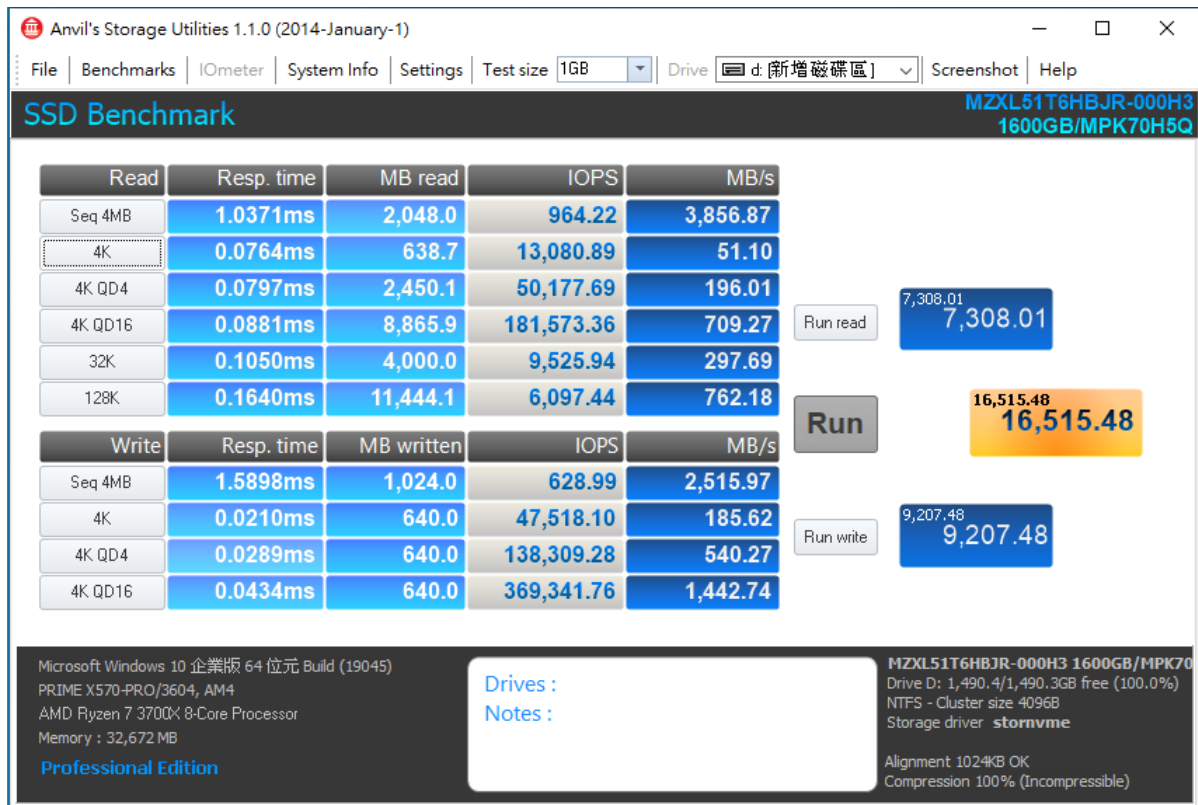 Anvil's Storage Utilities 1.1.0 (2014-January-1)
File Benchmarks IOmeter System Info Settings Test size 1GB Drive d: [新增磁碟區] Screenshot Help
SSD Benchmark
MZXL51T6HBJR-000H3
1600GB/MPK70H5Q
Read Resp. time MB read IOPS MB/s
Seq 4MB 1.0371ms 2,048.0 964.22 3,856.87
4K 0.0764ms 638.7 13,080.89 51.10
4K QD4 0.0797ms 2,450.1 50,177.69 196.01
4K QD16 0.0881ms 8,865.9 181,573.36 709.27
32K 0.1050ms 4,000.0 9,525.94 297.69
128K 0.1640ms 11,444.1 6,097.44 762.18
Run read
7,308.01
7,308.01
Run
16,515.48
16,515.48
Write Resp. time MB written IOPS MB/s
Seq 4MB 1.5898ms 1,024.0 628.99 2,515.97
4K 0.0210ms 640.0 47,518.10 185.62
4K QD4 0.0289ms 640.0 138,309.28 540.27
4K QD16 0.0434ms 640.0 369,341.76 1,442.74
Run write
9,207.48
9,207.48
Microsoft Windows 10 企業版 64 位元 Build (19045)
PRIME X570-PRO/3604, AM4
AMD Ryzen 7 3700X 8-Core Processor
Memory : 32,672 MB
Professional Edition
Drives :
Notes :
MZXL51T6HBJR-000H3 1600GB/MPK70
Drive D: 1,490.4/1,490.3GB free (100.0%)
NTFS - Cluster size 4096B
Storage driver stornvme
Alignment 1024KB OK
Compression 100% (Incompressible)